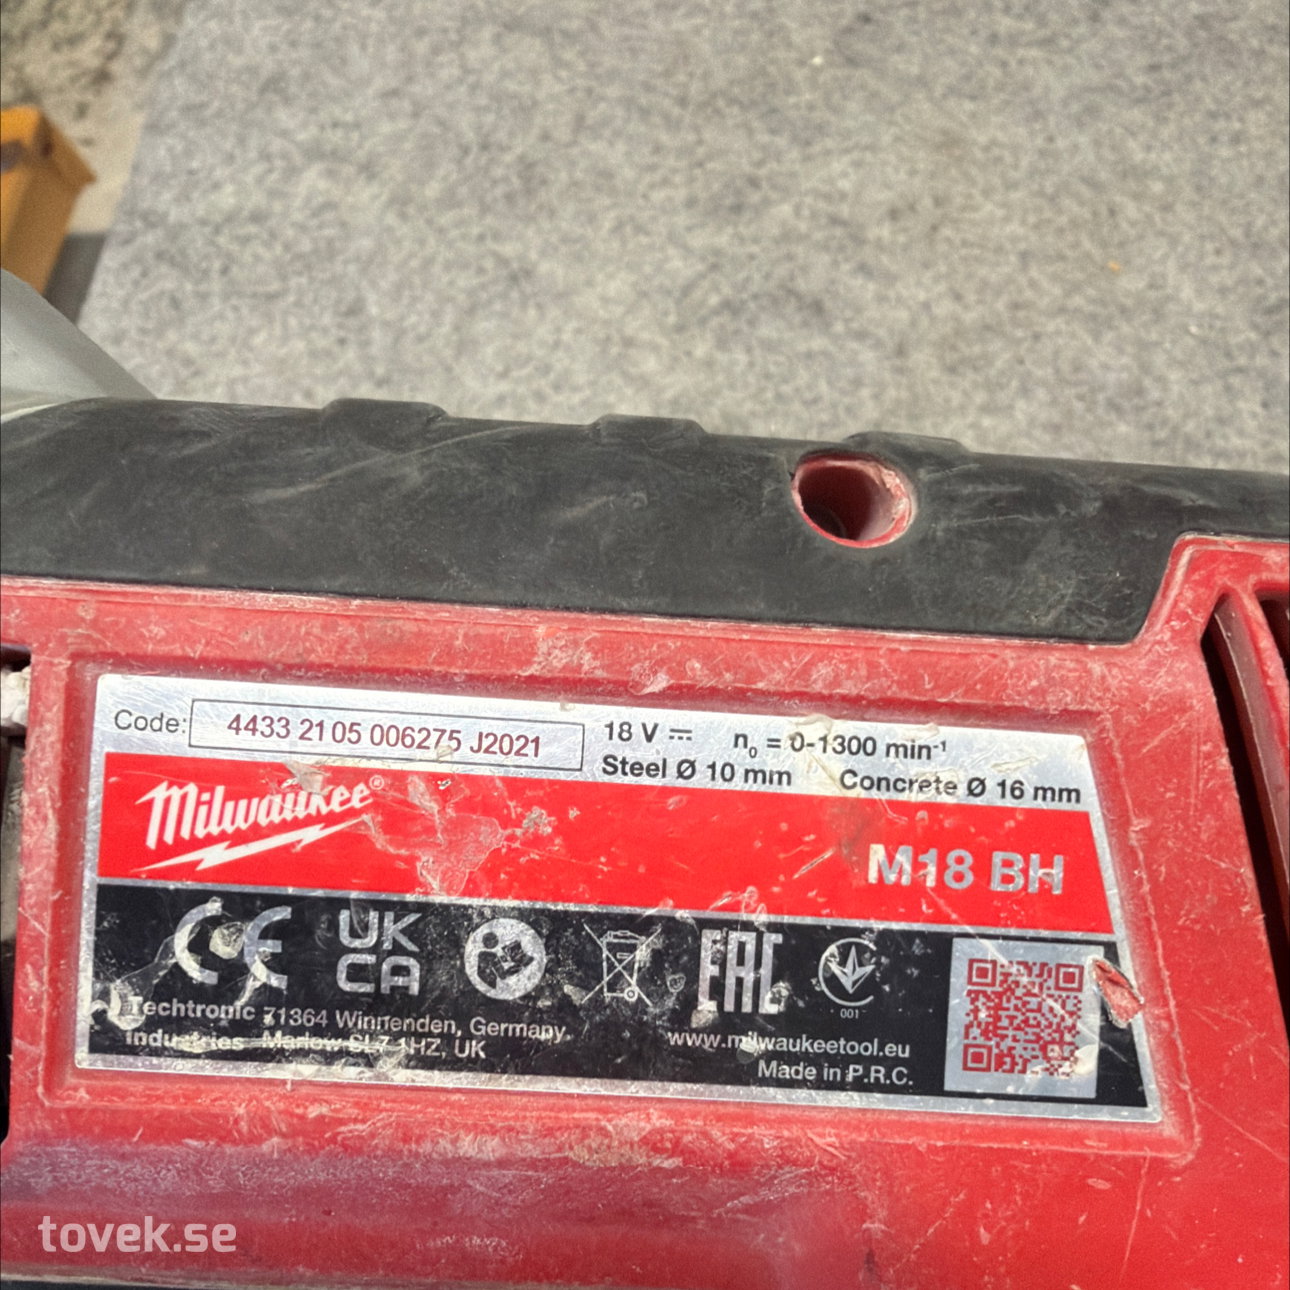 Code: 4433 21 05 006275 J2021
18 V n₀ = 0-1300 min⁻¹
Steel Ø 10 mm Concrete Ø 16 mm
Milwaukee®
M18 BH
CE UK CA EAC
001
Techtronic 71364 Winnenden, Germany
Industries Marlow SL7 1HZ, UK
www.milwaukeetool.eu
Made in P.R.C.
tovek.se